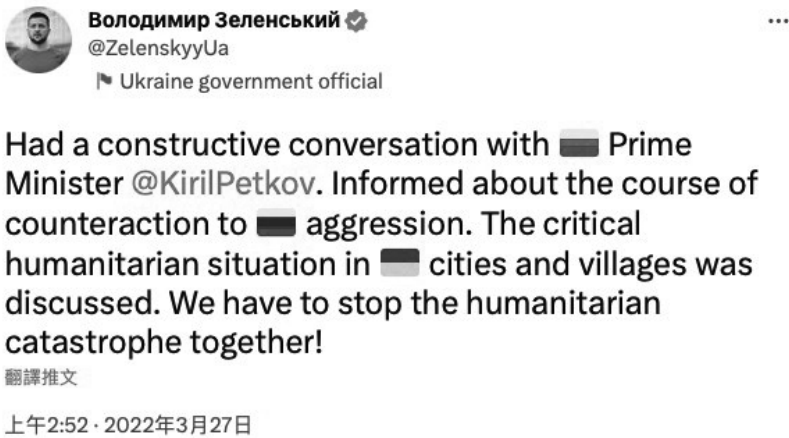 Володимир Зеленський
@ZelenskyyUa
Ukraine government official
Had a constructive conversation with 🇧🇬 Prime
Minister @KirilPetkov. Informed about the course of
counteraction to 🇷🇺 aggression. The critical
humanitarian situation in 🇺🇦 cities and villages was
discussed. We have to stop the humanitarian
catastrophe together!
翻譯推文
上午2:52 · 2022年3月27日